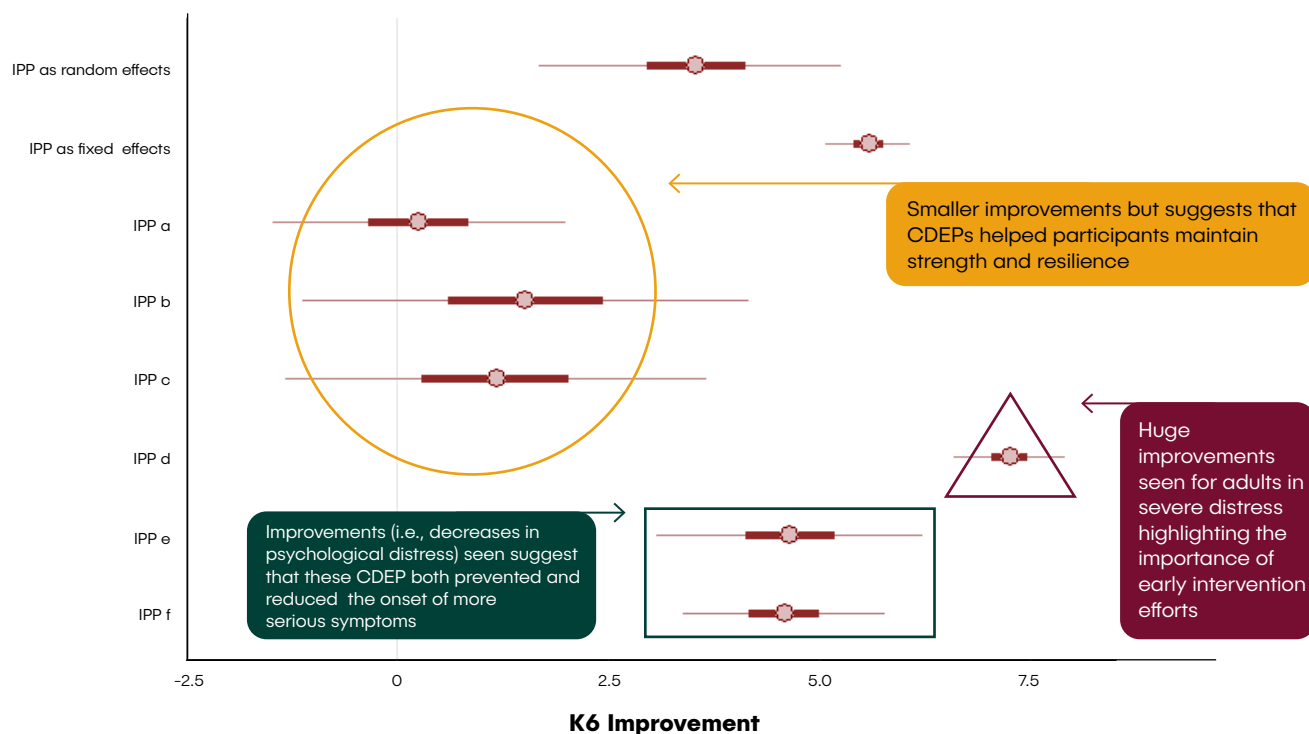 IPP as random effects
IPP as fixed effects
IPP a
IPP b
IPP c
IPP d
IPP e
IPP f
Smaller improvements but suggests that
CDEPs helped participants maintain
strength and resilience
Huge
improvements
seen for adults in
severe distress
highlighting the
importance of
early intervention
efforts
Improvements (i.e., decreases in
psychological distress) seen suggest
that these CDEP both prevented and
reduced the onset of more
serious symptoms
-2.5 0 2.5 5.0 7.5
K6 Improvement